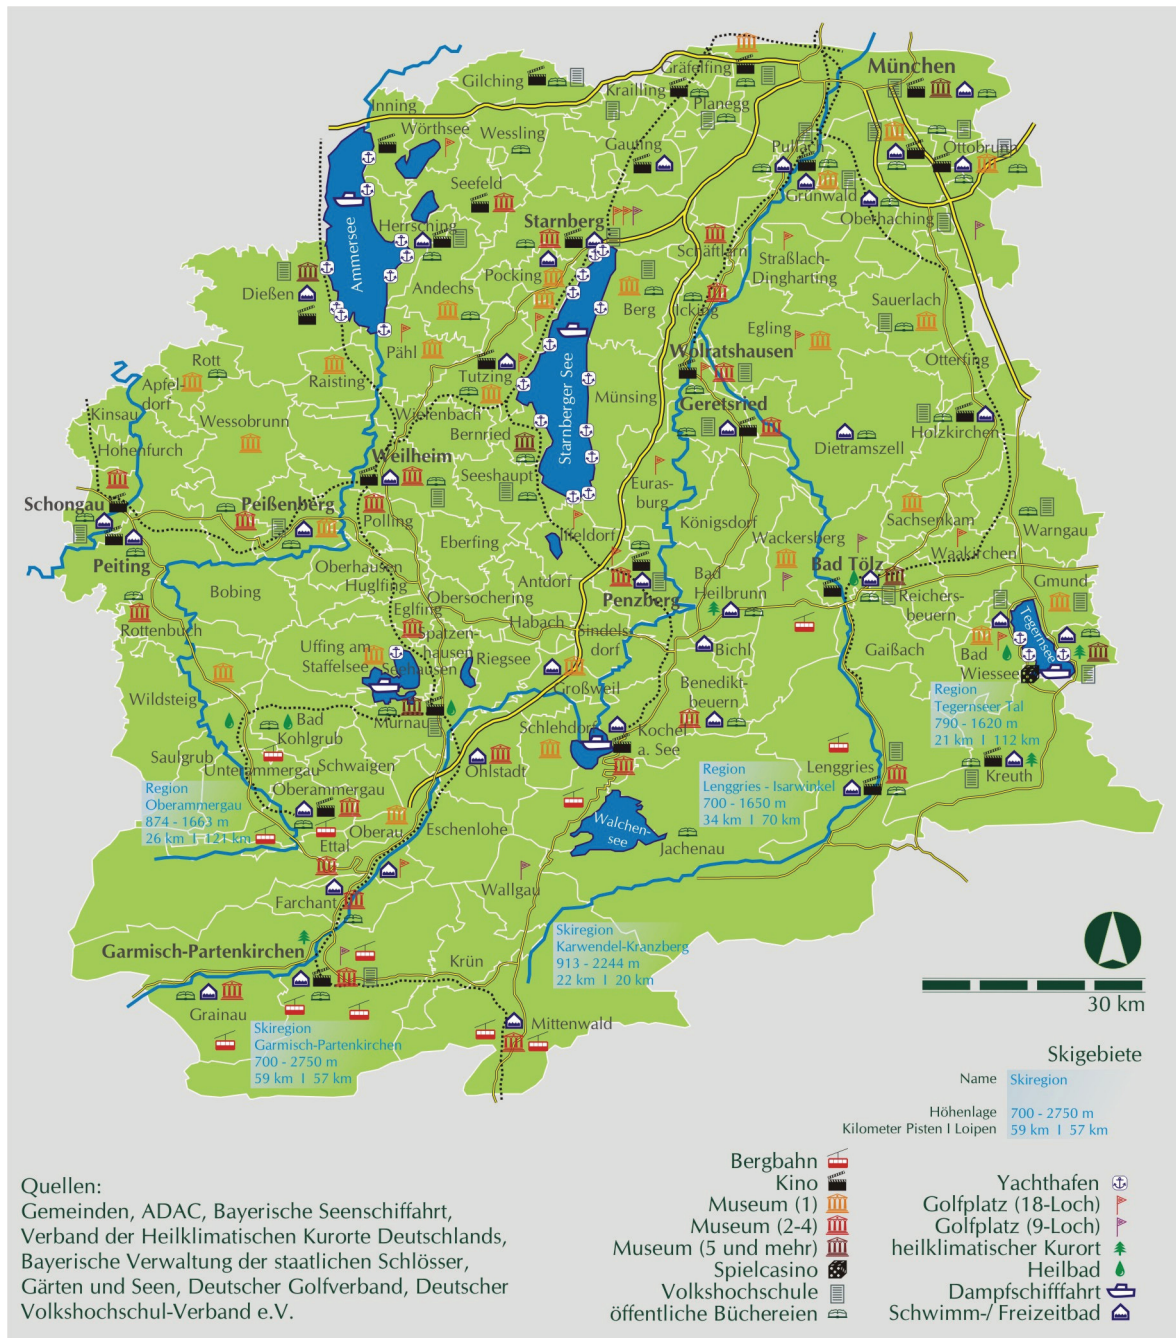 München
Gilching
Gräfelfing
Krailling
Planegg
Inning
Wörthsee
Wessling
Gauting
Pullach
Ottobrunn
Seefeld
Grünwald
Oberhaching
Herrsching
Starnberg
Ammersee
Schäftlarn
Straßlach-
Dingharting
Dießen
Pocking
Andechs
Berg
Icking
Sauerlach
Egling
Pähl
Rott
Apfel-
dorf
Raisting
Tutzing
Starnberger See
Wolfratshausen
Otterfing
Kinsau
Wessobrunn
Wielenbach
Münsing
Geretsried
Hohenfurch
Bernried
Dietramszell
Holzkirchen
Weilheim
Seeshaupt
Euras-
burg
Schongau
Peißenberg
Polling
Iffeldorf
Königsdorf
Sachsenkam
Warngau
Eberfing
Wackersberg
Waakirchen
Peiting
Oberhausen
Huglfing
Antdorf
Bad
Heilbrunn
Bad Tölz
Gmund
Bobing
Obersochering
Penzberg
Reichers-
beuern
Eglfing
Habach
Rottenbuch
Spatzen-
hausen
Sindels-
dorf
Tegernsee
Uffing am
Staffelsee
Seehausen
Riegsee
Bichl
Gaißach
Bad
Wiessee
Großweil
Wildsteig
Benedikt-
beuern
Region
Tegernseer Tal
790 - 1620 m
21 km I 112 km
Bad
Kohlgrub
Murnau
Schlehdorf
Kochel
a. See
Saulgrub
Unterammergau
Schwaigen
Ohlstadt
Lenggries
Kreuth
Region
Oberammergau
874 - 1663 m
26 km I 121 km
Oberammergau
Region
Lenggries - Isarwinkel
700 - 1650 m
34 km I 70 km
Oberau
Eschenlohe
Walchen-
see
Ettal
Jachenau
Wallgau
Farchant
Garmisch-Partenkirchen
Krün
Skiregion
Karwendel-Kranzberg
913 - 2244 m
22 km I 20 km
Grainau
Mittenwald
Skiregion
Garmisch-Partenkirchen
700 - 2750 m
59 km I 57 km
30 km
Skigebiete
Name Skiregion
Höhenlage 700 - 2750 m
Kilometer Pisten I Loipen 59 km I 57 km
Quellen:
Gemeinden, ADAC, Bayerische Seenschiffahrt,
Verband der Heilklimatischen Kurorte Deutschlands,
Bayerische Verwaltung der staatlichen Schlösser,
Gärten und Seen, Deutscher Golfverband, Deutscher
Volkshochschul-Verband e.V.
Bergbahn
Kino
Museum (1)
Museum (2-4)
Museum (5 und mehr)
Spielcasino
Volkshochschule
öffentliche Büchereien
Yachthafen
Golfplatz (18-Loch)
Golfplatz (9-Loch)
heilklimatischer Kurort
Heilbad
Dampfschifffahrt
Schwimm-/ Freizeitbad